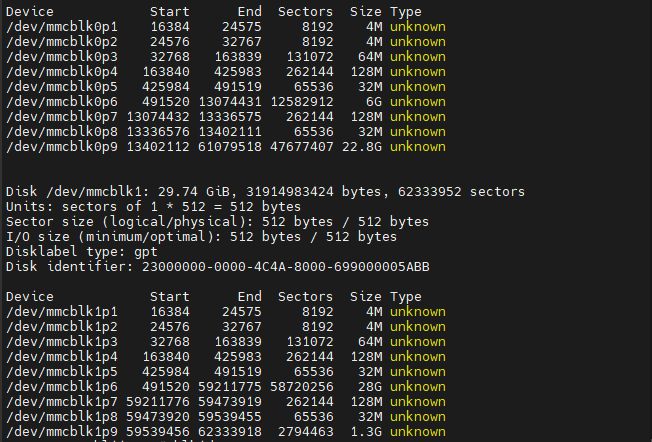 Device Start End Sectors Size Type
/dev/mmcblk0p1 16384 24575 8192 4M unknown
/dev/mmcblk0p2 24576 32767 8192 4M unknown
/dev/mmcblk0p3 32768 163839 131072 64M unknown
/dev/mmcblk0p4 163840 425983 262144 128M unknown
/dev/mmcblk0p5 425984 491519 65536 32M unknown
/dev/mmcblk0p6 491520 13074431 12582912 6G unknown
/dev/mmcblk0p7 13074432 13336575 262144 128M unknown
/dev/mmcblk0p8 13336576 13402111 65536 32M unknown
/dev/mmcblk0p9 13402112 61079518 47677407 22.8G unknown
Disk /dev/mmcblk1: 29.74 GiB, 31914983424 bytes, 62333952 sectors
Units: sectors of 1 * 512 = 512 bytes
Sector size (logical/physical): 512 bytes / 512 bytes
I/O size (minimum/optimal): 512 bytes / 512 bytes
Disklabel type: gpt
Disk identifier: 23000000-0000-4C4A-8000-699000005ABB
Device Start End Sectors Size Type
/dev/mmcblk1p1 16384 24575 8192 4M unknown
/dev/mmcblk1p2 24576 32767 8192 4M unknown
/dev/mmcblk1p3 32768 163839 131072 64M unknown
/dev/mmcblk1p4 163840 425983 262144 128M unknown
/dev/mmcblk1p5 425984 491519 65536 32M unknown
/dev/mmcblk1p6 491520 59211775 58720256 28G unknown
/dev/mmcblk1p7 59211776 59473919 262144 128M unknown
/dev/mmcblk1p8 59473920 59539455 65536 32M unknown
/dev/mmcblk1p9 59539456 62333918 2794463 1.3G unknown